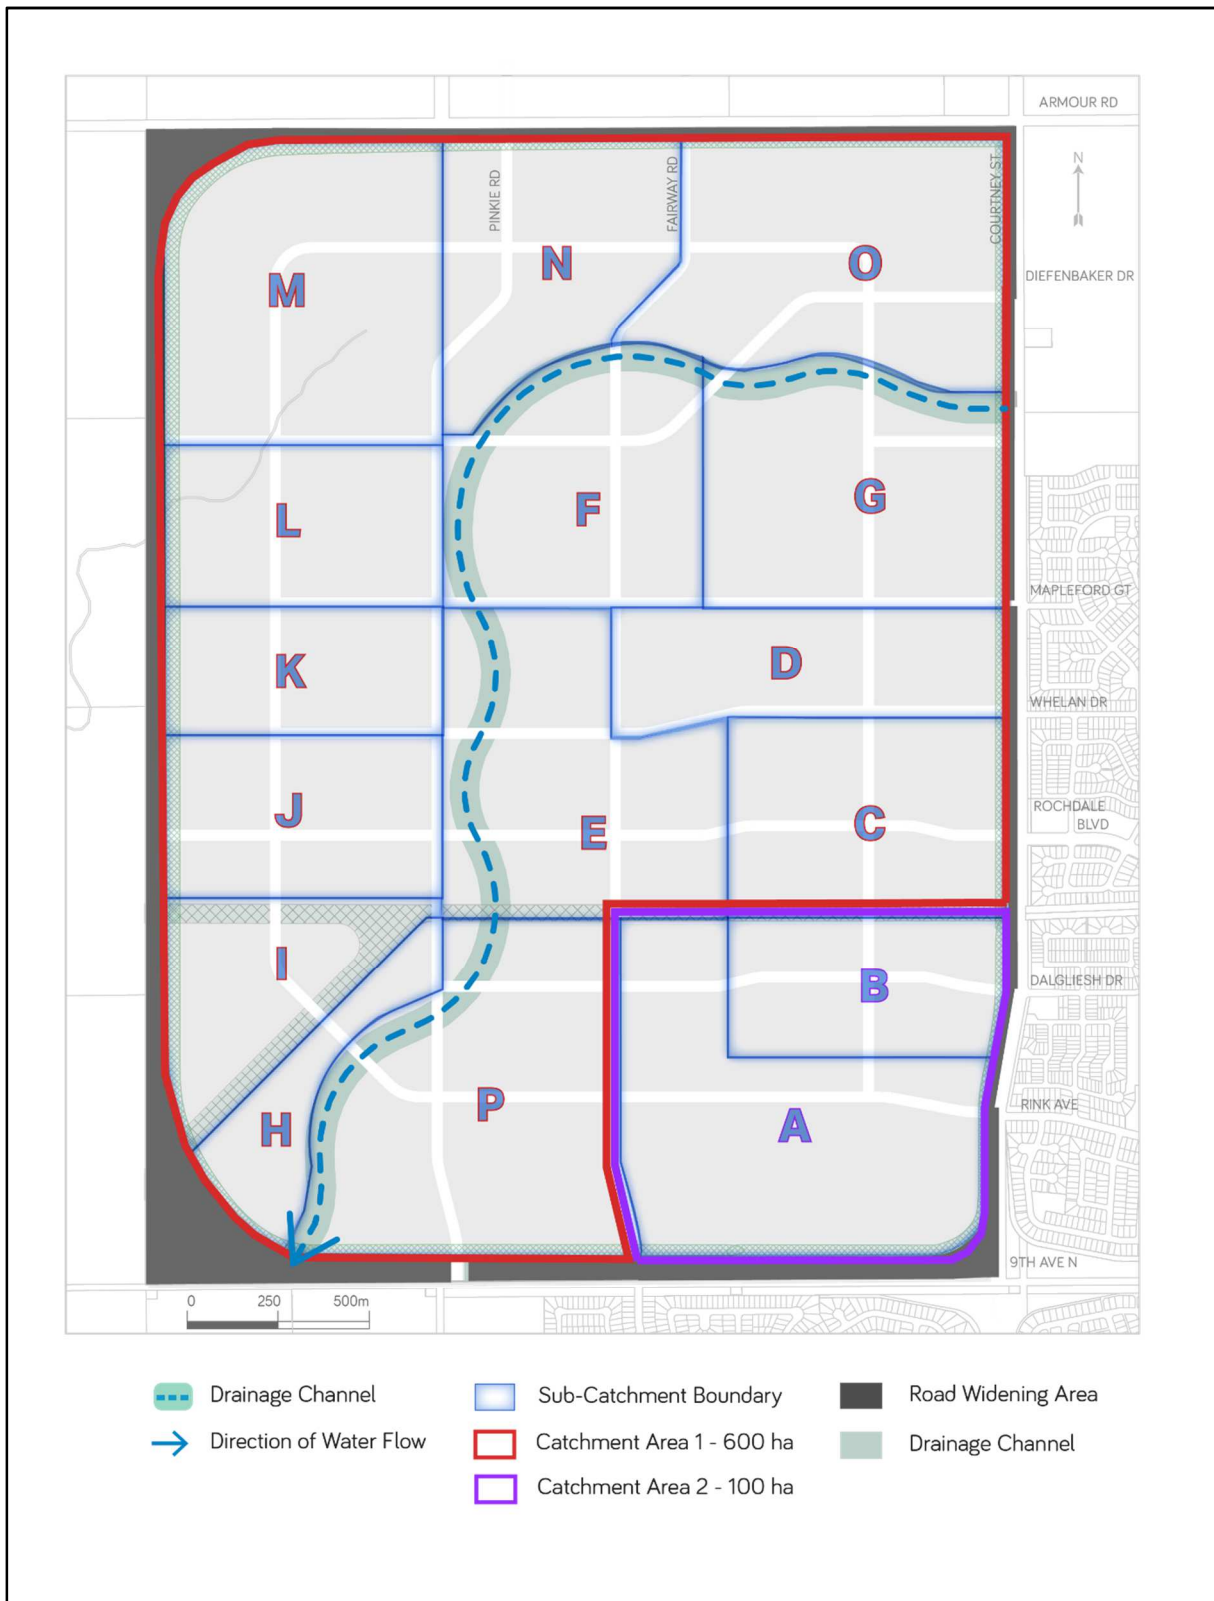 ARMOUR RD
N
PINKIE RD
FAIRWAY RD
COURTNEY ST
DIEFENBAKER DR
M
N
O
L
F
G
MAPLEFORD GT
K
D
WHELAN DR
J
E
C
ROCHDALE
BLVD
I
B
DALGLIESH DR
H
P
A
RINK AVE
9TH AVE N
0 250 500m
Drainage Channel
Sub-Catchment Boundary
Road Widening Area
Direction of Water Flow
Catchment Area 1 - 600 ha
Drainage Channel
Catchment Area 2 - 100 ha